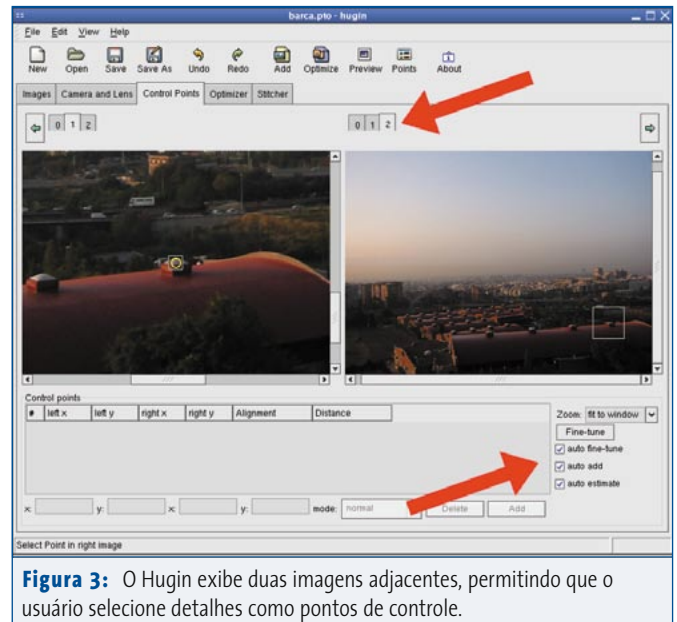 barca.pto - hugin
File Edit View Help
New Open Save Save As Undo Redo Add Optimize Preview Points About
Images Camera and Lens Control Points Optimizer Stitcher
0 1 2 0 1 2
Control points
# left x left y right x right y Alignment Distance
Zoom: fit to window
Fine-tune
auto fine-tune
auto add
auto estimate
x: y: x: y: mode: normal Delete Add
Select Point in right image
Figura 3: O Hugin exibe duas imagens adjacentes, permitindo que o
usuário selecione detalhes como pontos de controle.